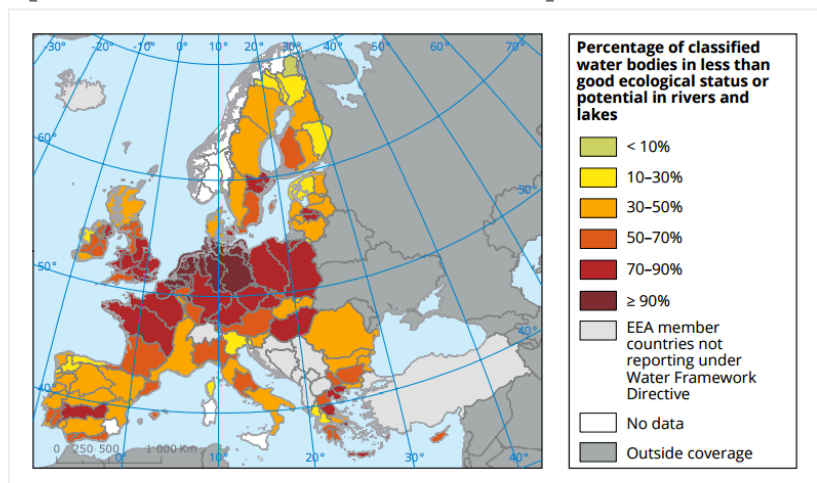 -30° -20° -10° 0° 10° 20° 30° 40° 50° 60° 70°
60°
50°
50°
40°
40°
0 250 500 1 000 Km
0° 10° 20° 30° 40°
Percentage of classified
water bodies in less than
good ecological status or
potential in rivers and
lakes
< 10%
10–30%
30–50%
50–70%
70–90%
≥ 90%
EEA member
countries not
reporting under
Water Framework
Directive
No data
Outside coverage